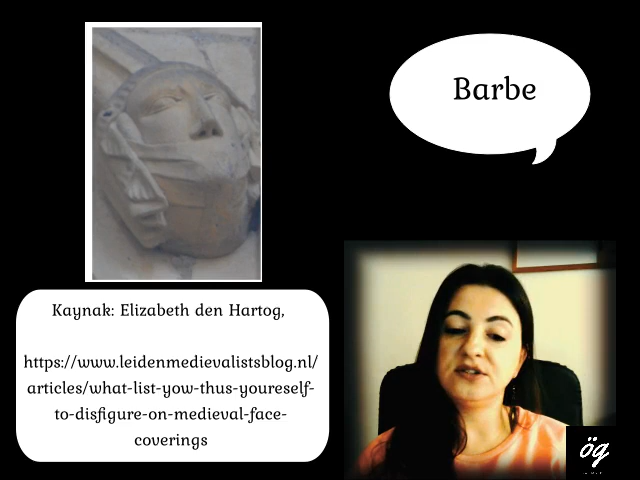 Barbe
Kaynak: Elizabeth den Hartog,
https://www.leidenmedievalistsblog.nl/
articles/what-list-yow-thus-youreself-
to-disfigure-on-medieval-face-
coverings
ög